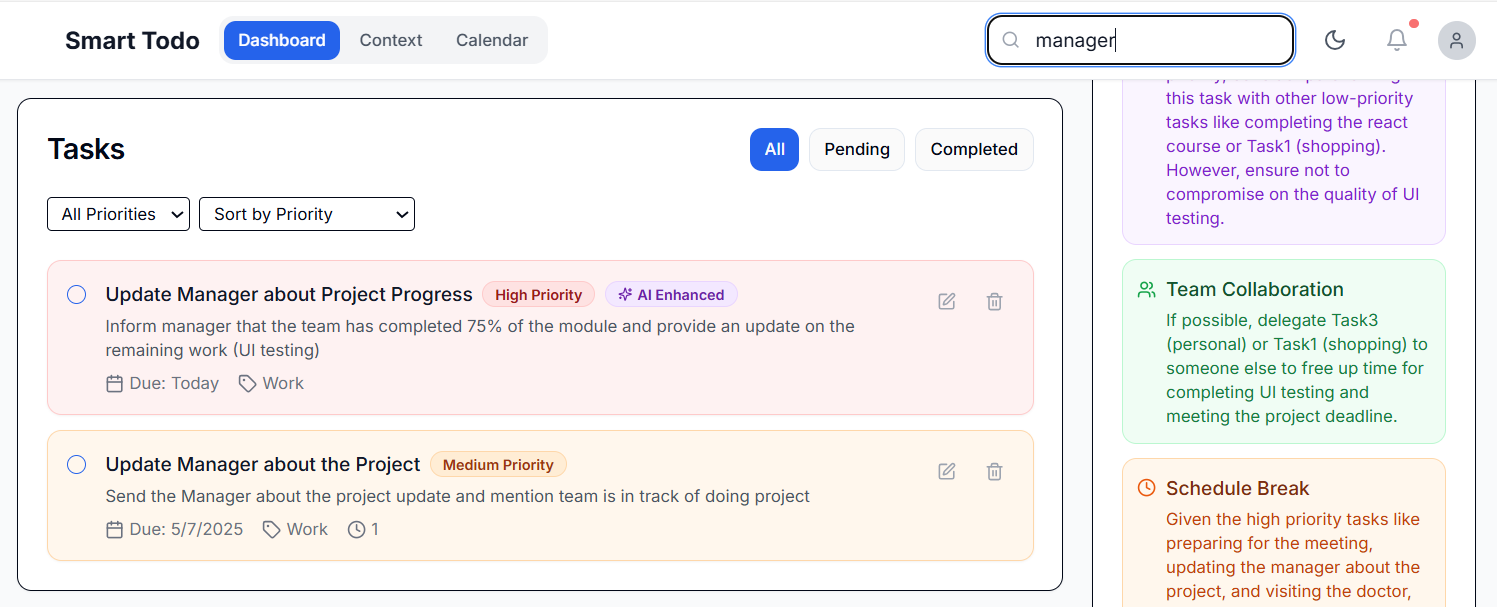 Smart Todo
Dashboard
Context
Calendar
manager
Tasks
All
Pending
Completed
All Priorities
Sort by Priority
Update Manager about Project Progress
High Priority
AI Enhanced
Inform manager that the team has completed 75% of the module and provide an update on the
remaining work (UI testing)
Due: Today
Work
Update Manager about the Project
Medium Priority
Send the Manager about the project update and mention team is in track of doing project
Due: 5/7/2025
Work
1
this task with other low-priority
tasks like completing the react
course or Task1 (shopping).
However, ensure not to
compromise on the quality of UI
testing.
Team Collaboration
If possible, delegate Task3
(personal) or Task1 (shopping) to
someone else to free up time for
completing UI testing and
meeting the project deadline.
Schedule Break
Given the high priority tasks like
preparing for the meeting,
updating the manager about the
project, and visiting the doctor,